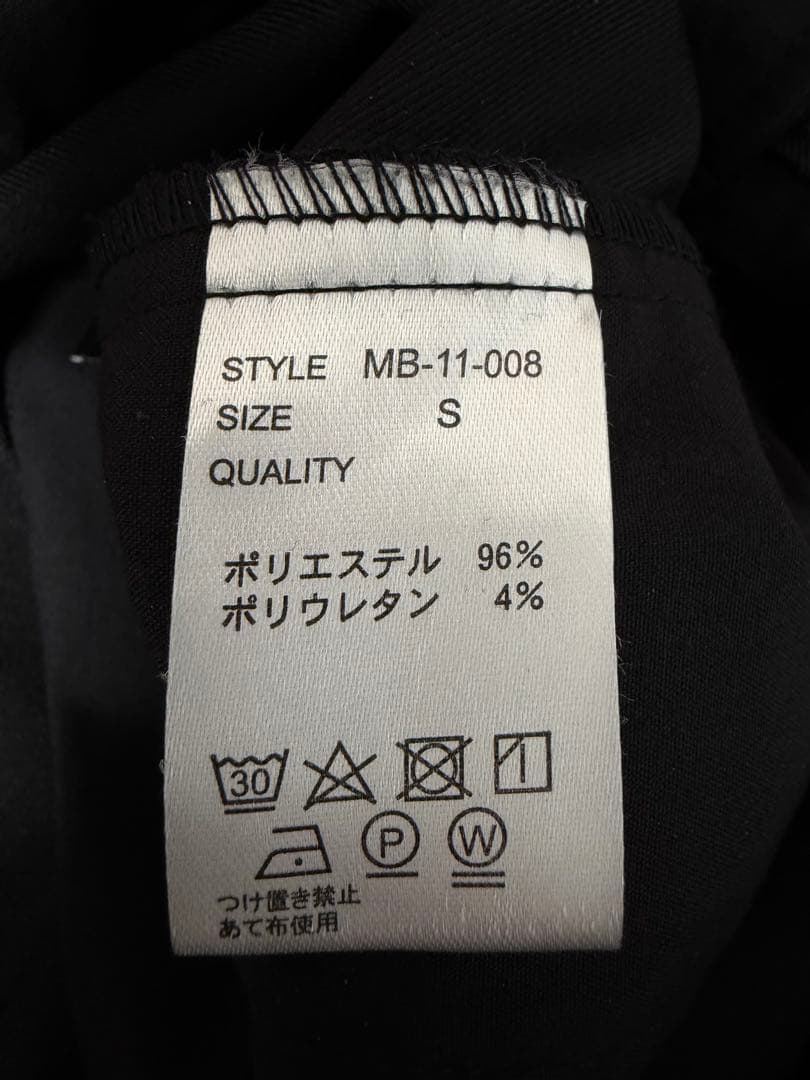 STYLE MB-11-008
SIZE S
QUALITY
ポリエステル 96%
ポリウレタン 4%
30
P W
つけ置き禁止
あて布使用